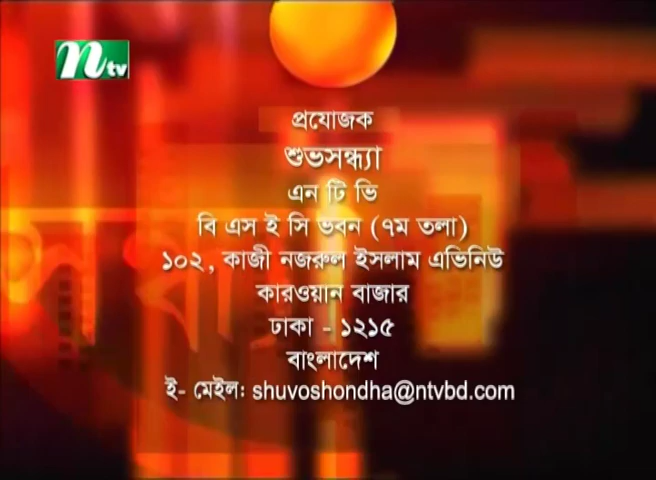 ntv
প্রযোজক
শুভসন্ধ্যা
এন টি ভি
বি এস ই সি ভবন (৭ম তলা)
১০২, কাজী নজরুল ইসলাম এভিনিউ
কারওয়ান বাজার
ঢাকা - ১২১৫
বাংলাদেশ
ই- মেইলঃ shuvoshondha@ntvbd.com